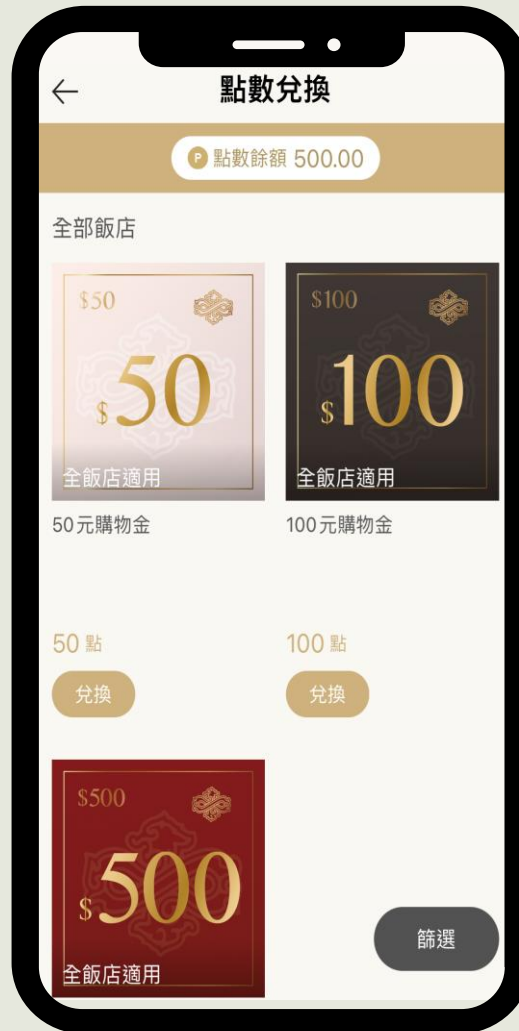 點數兌換
P 點數餘額 500.00
全部飯店
$50
$50
全飯店適用
50元購物金
50 點
兌換
$100
$100
全飯店適用
100元購物金
100 點
兌換
$500
$500
全飯店適用
篩選